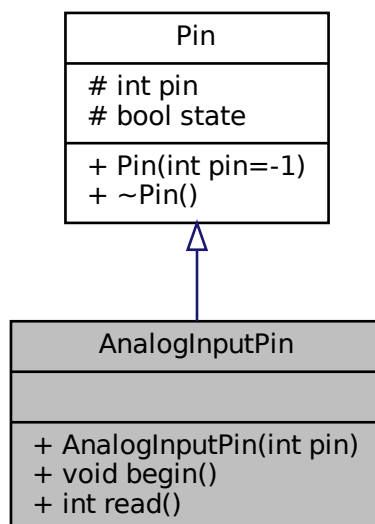 Pin
# int pin
# bool state
+ Pin(int pin=-1)
+ ~Pin()
AnalogInputPin
+ AnalogInputPin(int pin)
+ void begin()
+ int read()